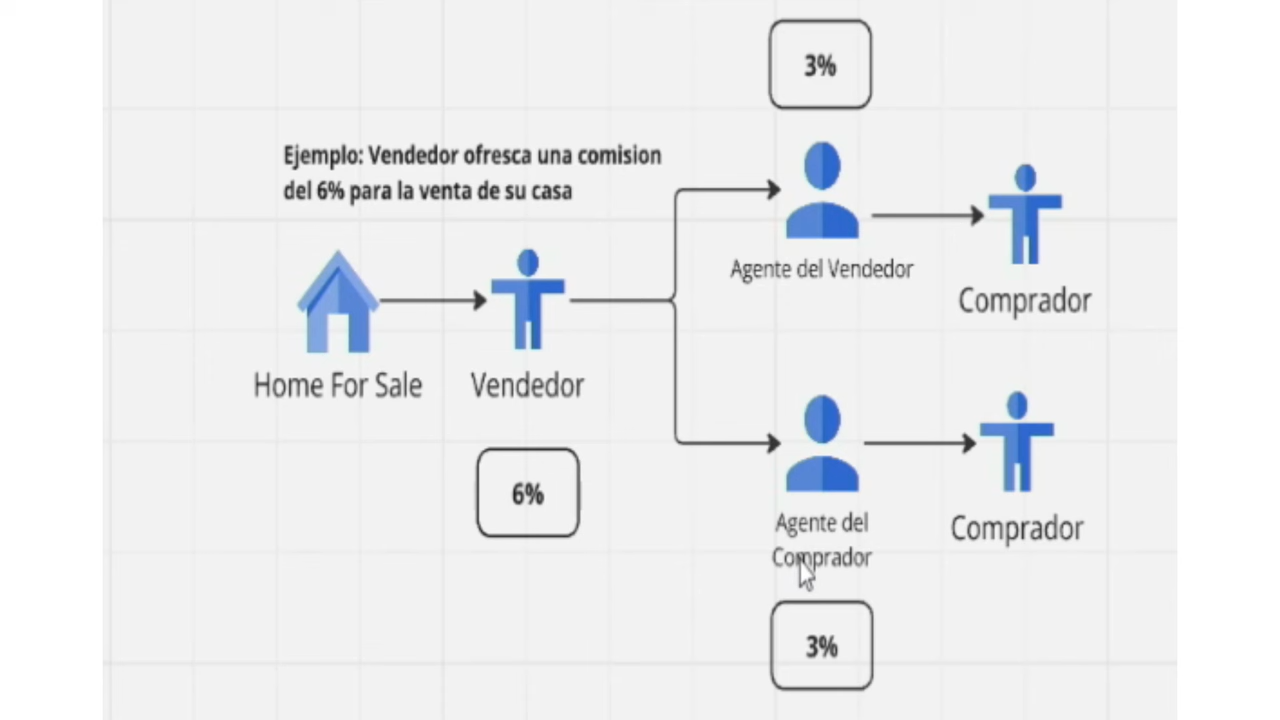 3%
Ejemplo: Vendedor ofresca una comision
del 6% para la venta de su casa
Agente del Vendedor
Comprador
Home For Sale
Vendedor
6%
Agente del
Comprador
Comprador
3%